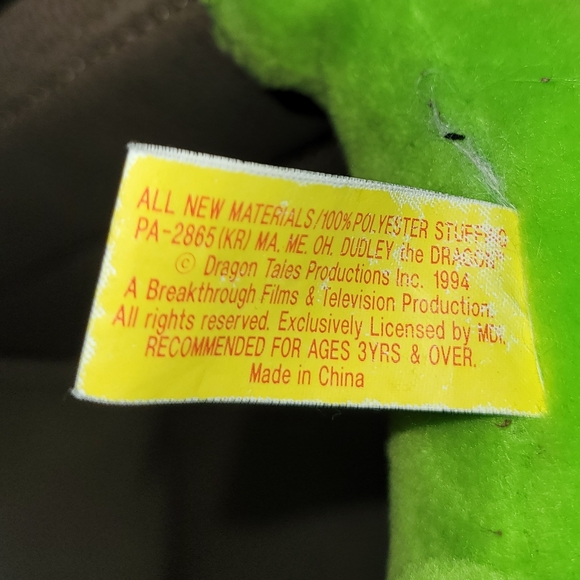 ALL NEW MATERIALS/100% POLYESTER STUFFING
PA-2865(KR) MA. ME. OH. DUDLEY the DRAGON
© Dragon Tales Productions Inc. 1994
A Breakthrough Films & Television Production.
All rights reserved. Exclusively Licensed by
RECOMMENDED FOR AGES 3YRS & OVER.
Made in China